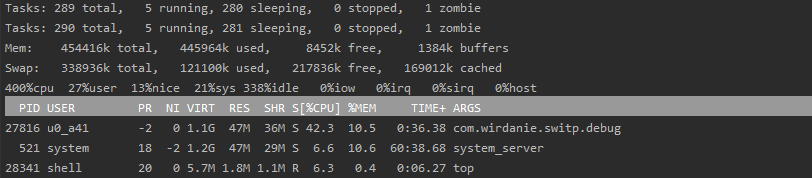 Tasks: 289 total,   5 running, 280 sleeping,   0 stopped,   1 zombie
Tasks: 290 total,   5 running, 281 sleeping,   0 stopped,   1 zombie
Mem:    454416k total,   445964k used,     8452k free,     1384k buffers
Swap:   338936k total,   121100k used,   217836k free,   169012k cached
400%cpu  27%user  13%nice  21%sys 338%idle   0%iow   0%irq   0%sirq   0%host
  PID USER         PR  NI VIRT  RES  SHR S[%CPU] %MEM     TIME+ ARGS
27816 u0_a41       -2   0 1.1G  47M  36M S 42.3  10.5   0:36.38 com.wirdanie.switp.debug
  521 system       18  -2 1.2G  47M  29M S  6.6  10.6  60:38.68 system_server
28341 shell        20   0 5.7M 1.8M 1.1M R  6.3   0.4   0:06.27 top